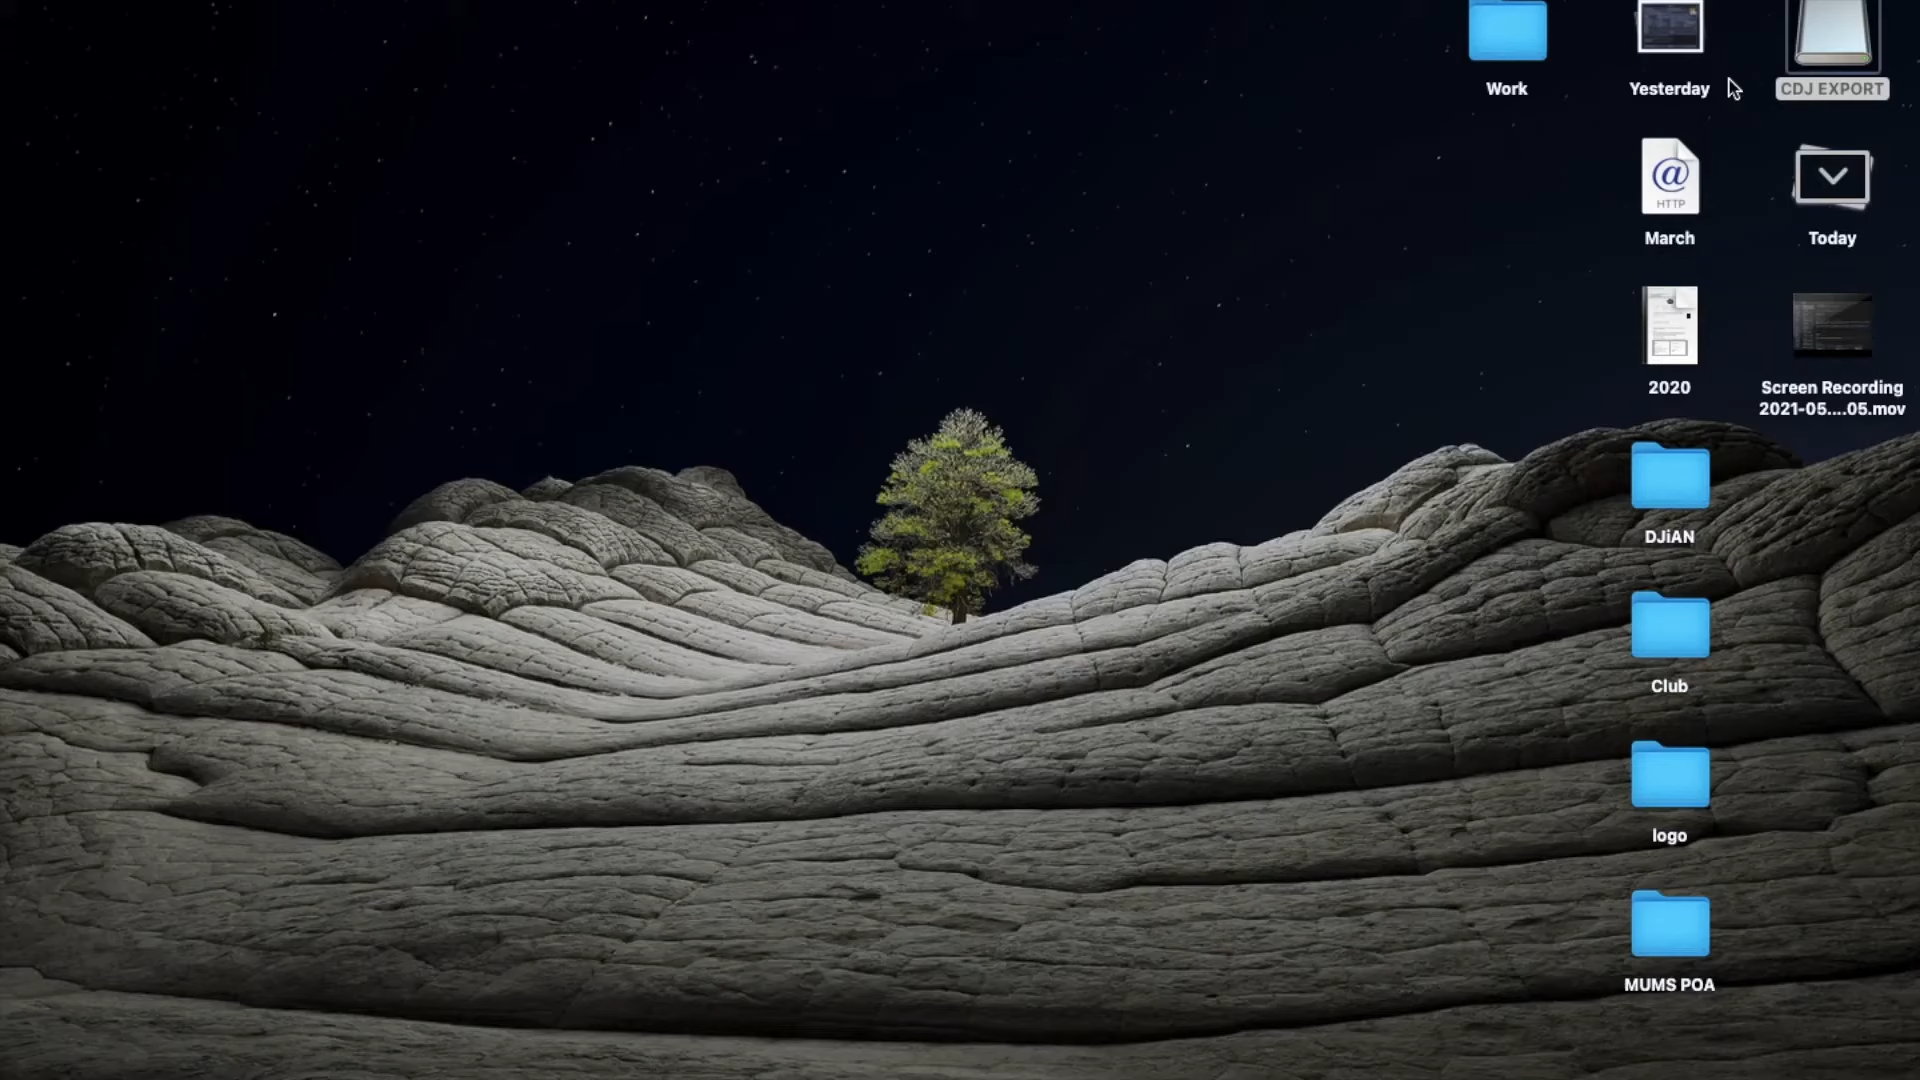 Work
Yesterday
CDJ EXPORT
HTTP
March
Today
2020
Screen Recording
2021-05....05.mov
DJiAN
Club
logo
MUMS POA